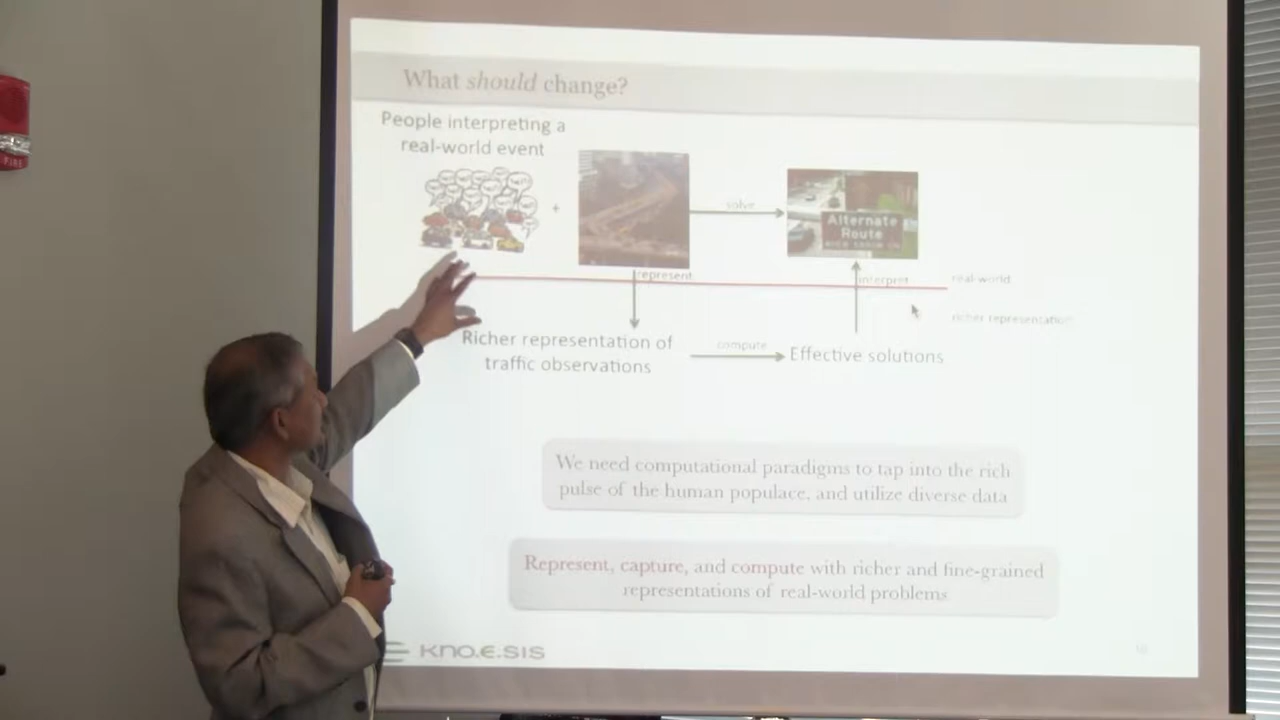 What should change?
People interpreting a
real-world event
+
solve
Alternate
Route
represent
interpret
real-world
richer representation
Richer representation of
traffic observations
compute
Effective solutions
We need computational paradigms to tap into the rich
pulse of the human populace, and utilize diverse data
Represent, capture, and compute with richer and fine-grained
representations of real-world problems
KNO.E.SIS
FIRE